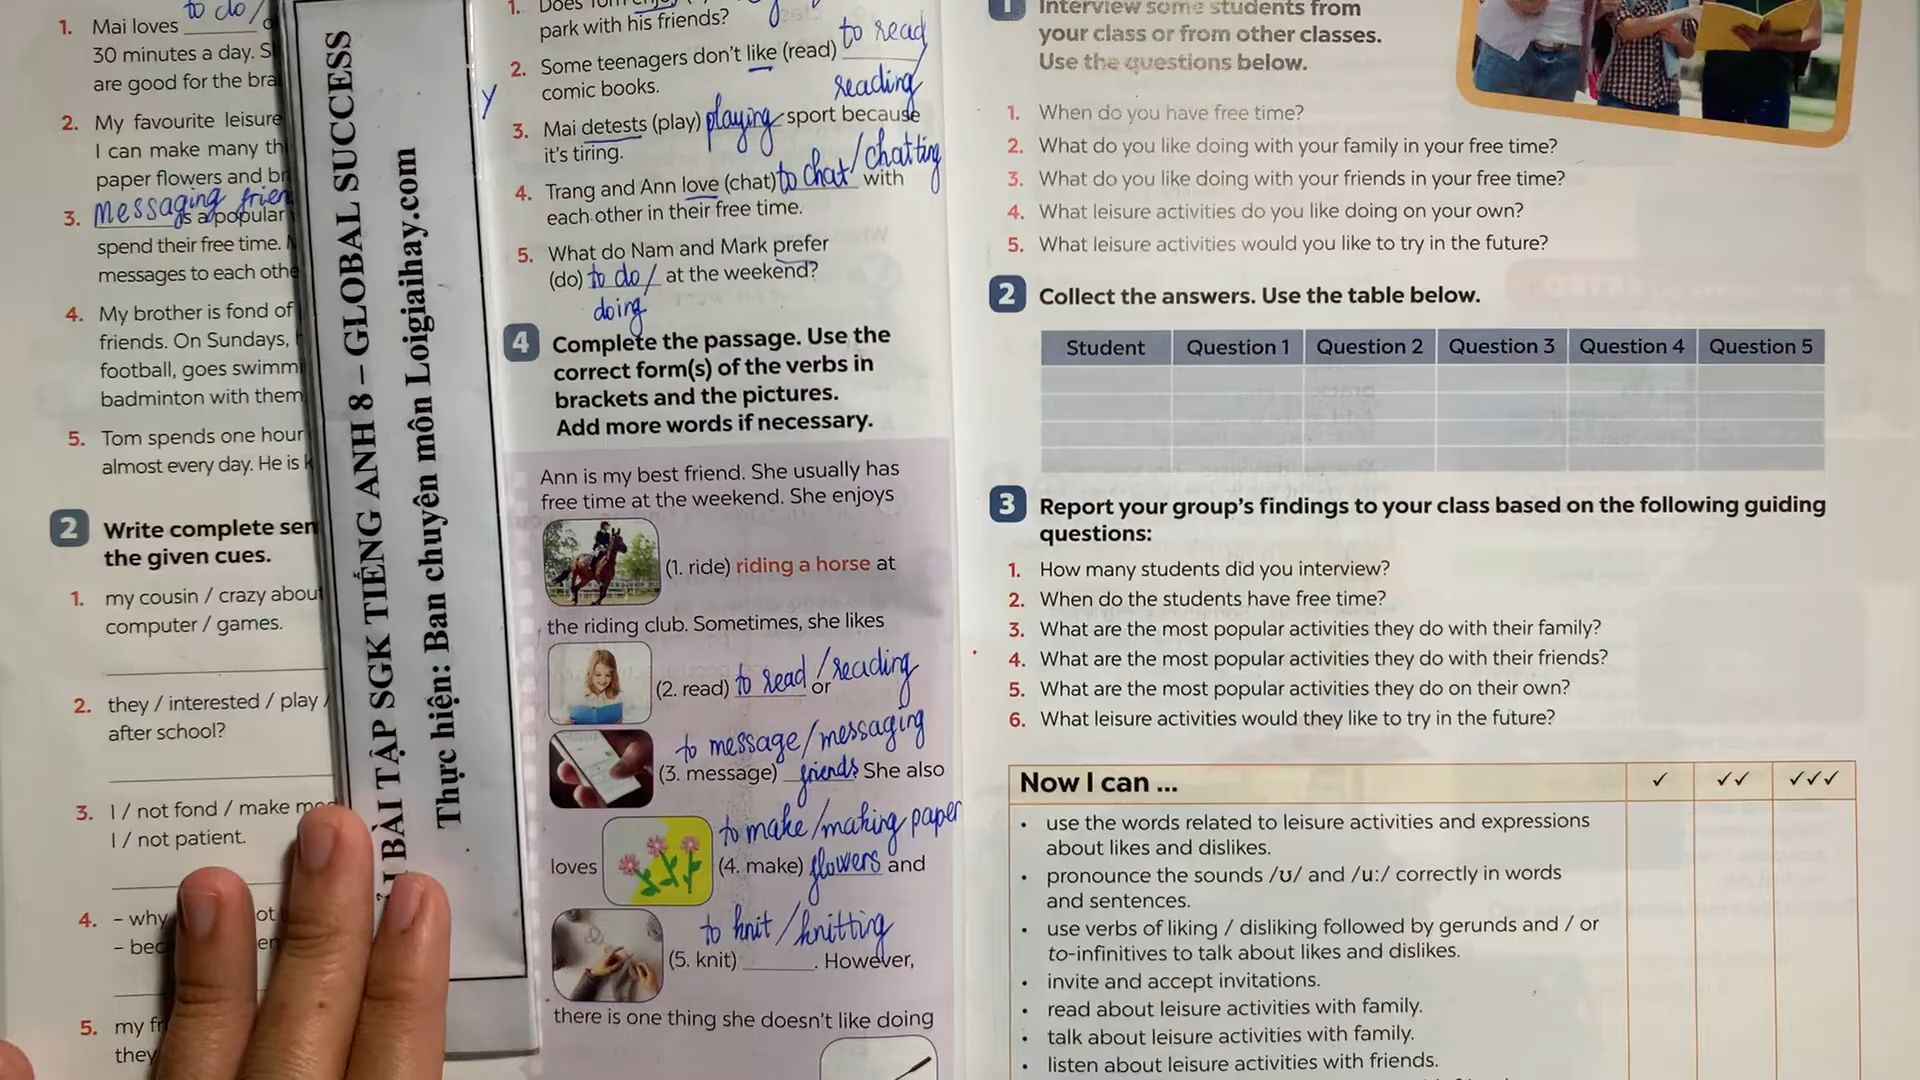 1. Mai loves to do/
30 minutes a day. S
are good for the bra
2. My favourite leisure
I can make many th
paper flowers and br
3. messaging frien is a popular
spend their free time.
messages to each othe
4. My brother is fond of
friends. On Sundays,
football, goes swimm
badminton with them
5. Tom spends one hour
almost every day. He is k
2 Write complete sen
the given cues.
1. my cousin / crazy abou
computer / games.
2. they / interested / play /
after school?
3. I / not fond / make
I / not patient.
4. – why ot
– bec en
5. my fr
they
BÀI TẬP SGK TIẾNG ANH 8 – GLOBAL SUCCESS
Thực hiện: Ban chuyên môn Loigiaihay.com
y
1. Does Tom enjoy
park with his friends?
2. Some teenagers don't like (read) to read/
comic books. reading
3. Mai detests (play) playing sport because
it's tiring.
4. Trang and Ann love (chat) to chat/chatting with
each other in their free time.
5. What do Nam and Mark prefer
(do) to do/ at the weekend?
doing
4 Complete the passage. Use the
correct form(s) of the verbs in
brackets and the pictures.
Add more words if necessary.
Ann is my best friend. She usually has
free time at the weekend. She enjoys
(1. ride) riding a horse at
the riding club. Sometimes, she likes
(2. read) to read/reading or
to message/messaging
(3. message) friends. She also
to make/making paper
loves (4. make) flowers and
to knit/knitting
(5. knit) ______. However,
there is one thing she doesn't like doing
1 Interview some students from
your class or from other classes.
Use the questions below.
1. When do you have free time?
2. What do you like doing with your family in your free time?
3. What do you like doing with your friends in your free time?
4. What leisure activities do you like doing on your own?
5. What leisure activities would you like to try in the future?
2 Collect the answers. Use the table below.
Student Question 1 Question 2 Question 3 Question 4 Question 5
3 Report your group's findings to your class based on the following guiding
questions:
1. How many students did you interview?
2. When do the students have free time?
3. What are the most popular activities they do with their family?
4. What are the most popular activities they do with their friends?
5. What are the most popular activities they do on their own?
6. What leisure activities would they like to try in the future?
Now I can ... ✓ ✓✓ ✓✓✓
• use the words related to leisure activities and expressions
about likes and dislikes.
• pronounce the sounds /ʊ/ and /uː/ correctly in words
and sentences.
• use verbs of liking / disliking followed by gerunds and / or
to-infinitives to talk about likes and dislikes.
• invite and accept invitations.
• read about leisure activities with family.
• talk about leisure activities with family.
• listen about leisure activities with friends.